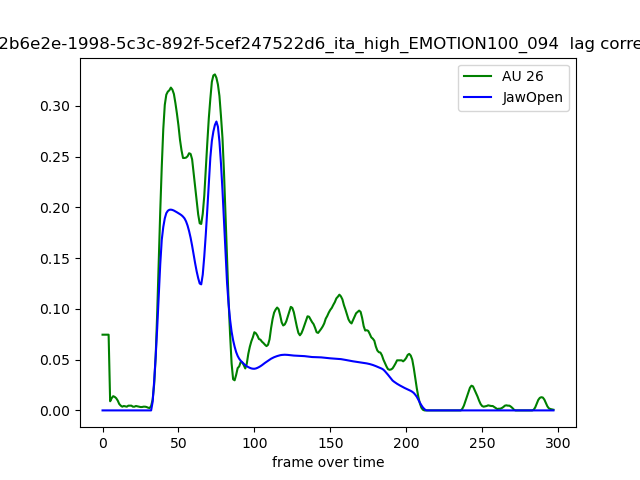 2b6e2e-1998-5c3c-892f-5cef247522d6_ita_high_EMOTION100_094 lag corre
AU 26
JawOpen
0.30
0.25
0.20
0.15
0.10
0.05
0.00
0 50 100 150 200 250 300
frame over time